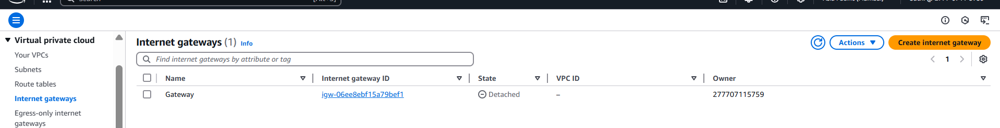 Search
[Alt+S]
Virtual private cloud
Your VPCs
Subnets
Route tables
Internet gateways
Egress-only internet
gateways
Internet gateways (1) Info
Actions
Create internet gateway
Find internet gateways by attribute or tag
1
Name Internet gateway ID State VPC ID Owner
Gateway igw-06ee8ebf15a79bef1 Detached – 277707115759